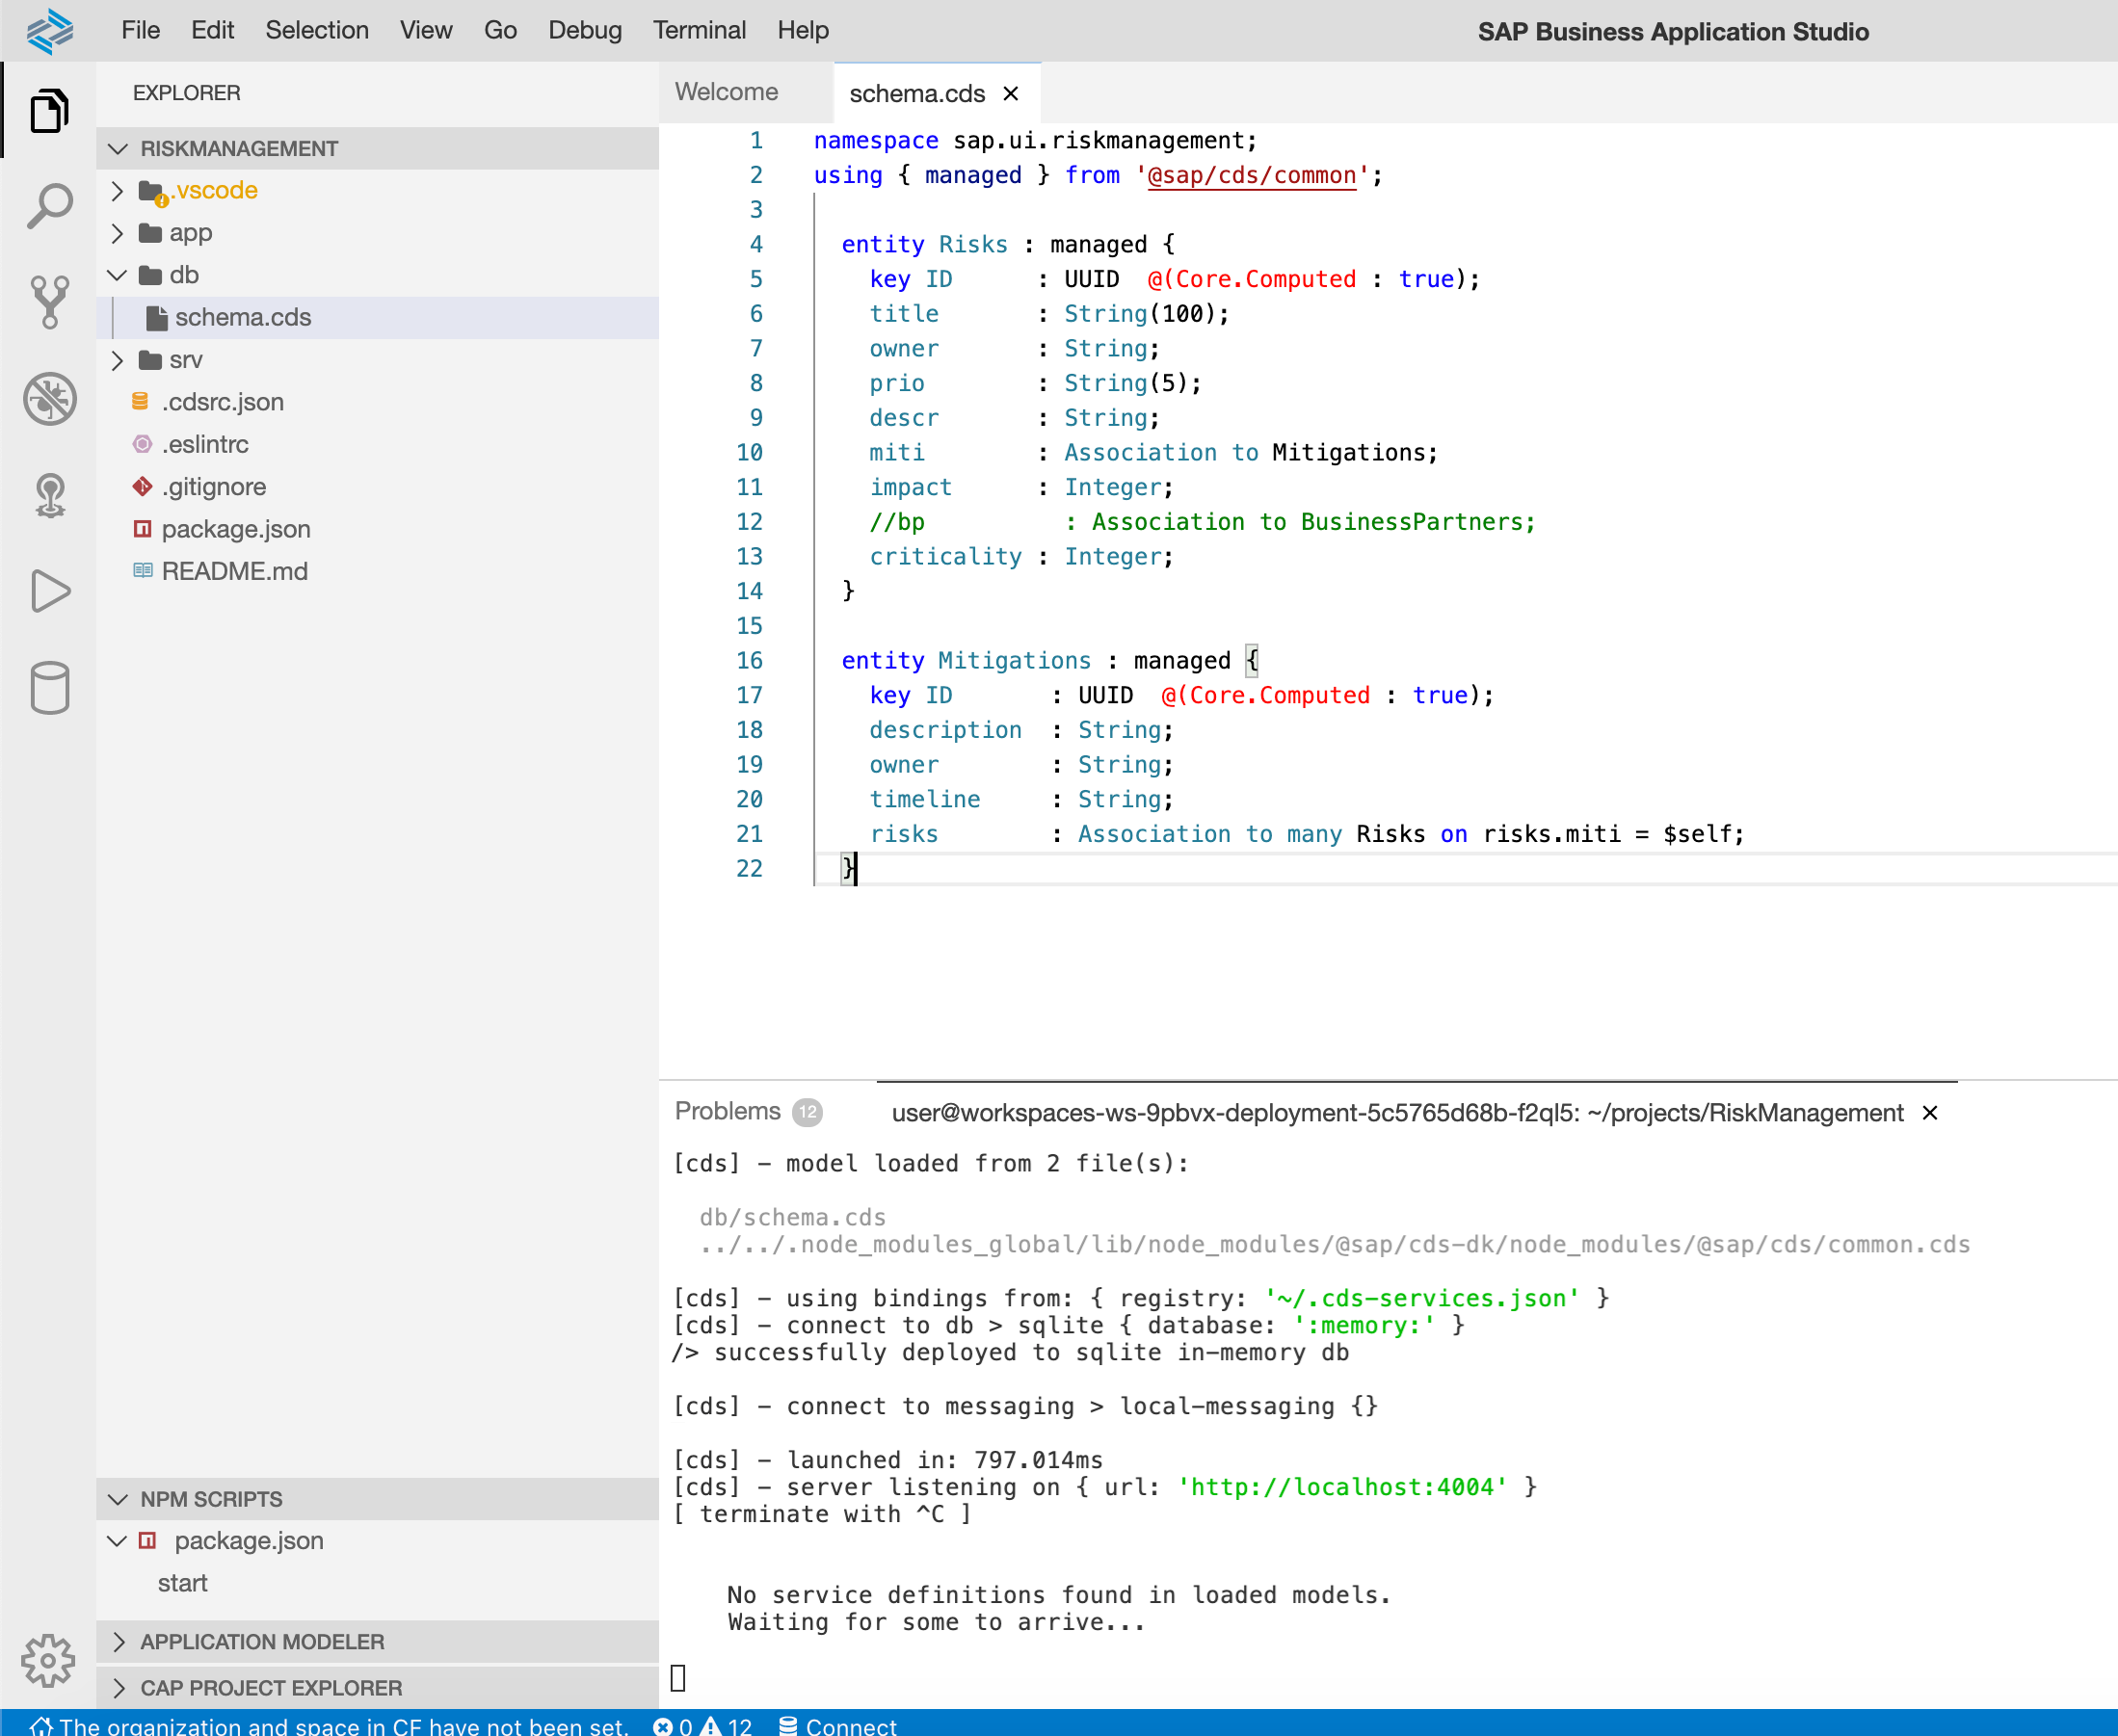 File Edit Selection View Go Debug Terminal Help
SAP Business Application Studio
EXPLORER
RISKMANAGEMENT
.vscode
app
db
schema.cds
srv
.cdsrc.json
.eslintrc
.gitignore
package.json
README.md
NPM SCRIPTS
package.json
start
APPLICATION MODELER
CAP PROJECT EXPLORER
Welcome
schema.cds
1 namespace sap.ui.riskmanagement;
2 using { managed } from '@sap/cds/common';
3
4 entity Risks : managed {
5 key ID : UUID @(Core.Computed : true);
6 title : String(100);
7 owner : String;
8 prio : String(5);
9 descr : String;
10 miti : Association to Mitigations;
11 impact : Integer;
12 //bp : Association to BusinessPartners;
13 criticality : Integer;
14 }
15
16 entity Mitigations : managed {
17 key ID : UUID @(Core.Computed : true);
18 description : String;
19 owner : String;
20 timeline : String;
21 risks : Association to many Risks on risks.miti = $self;
22 }
Problems 12
user@workspaces-ws-9pbvx-deployment-5c5765d68b-f2ql5: ~/projects/RiskManagement
[cds] - model loaded from 2 file(s):
db/schema.cds
../../.node_modules_global/lib/node_modules/@sap/cds-dk/node_modules/@sap/cds/common.cds
[cds] - using bindings from: { registry: '~/.cds-services.json' }
[cds] - connect to db > sqlite { database: ':memory:' }
/> successfully deployed to sqlite in-memory db
[cds] - connect to messaging > local-messaging {}
[cds] - launched in: 797.014ms
[cds] - server listening on { url: 'http://localhost:4004' }
[ terminate with ^C ]
No service definitions found in loaded models.
Waiting for some to arrive...
The organization and space in CF have not been set. 0 12 Connect